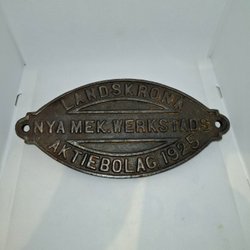 LANDSKRONA
NYA MEK. WERKSTADS
AKTIEBOLAG 1925